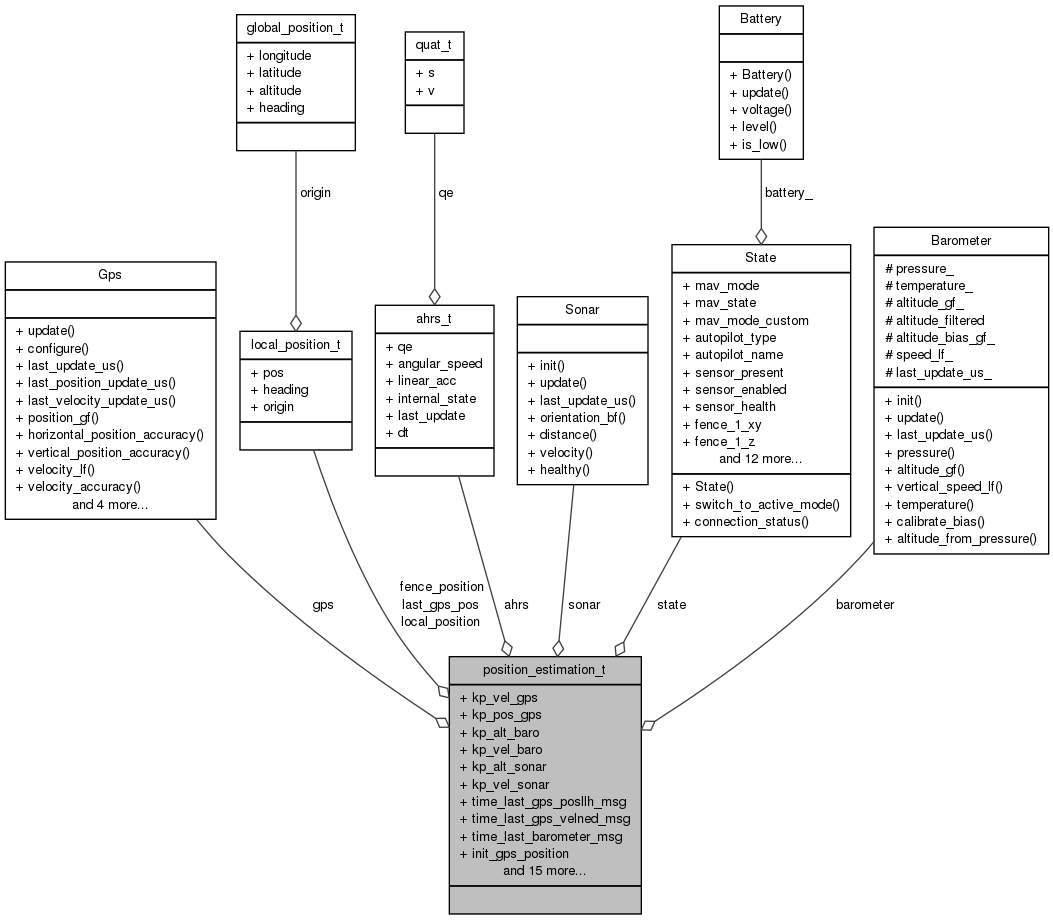 global_position_t
+ longitude
+ latitude
+ altitude
+ heading
quat_t
+ s
+ v
Battery
+ Battery()
+ update()
+ voltage()
+ level()
+ is_low()
origin
qe
battery_
Gps
+ update()
+ configure()
+ last_update_us()
+ last_position_update_us()
+ last_velocity_update_us()
+ position_gf()
+ horizontal_position_accuracy()
+ vertical_position_accuracy()
+ velocity_lf()
+ velocity_accuracy()
and 4 more...
local_position_t
+ pos
+ heading
+ origin
ahrs_t
+ qe
+ angular_speed
+ linear_acc
+ internal_state
+ last_update
+ dt
Sonar
+ init()
+ update()
+ last_update_us()
+ orientation_bf()
+ distance()
+ velocity()
+ healthy()
State
+ mav_mode
+ mav_state
+ mav_mode_custom
+ autopilot_type
+ autopilot_name
+ sensor_present
+ sensor_enabled
+ sensor_health
+ fence_1_xy
+ fence_1_z
and 12 more...
+ State()
+ switch_to_active_mode()
+ connection_status()
Barometer
# pressure_
# temperature_
# altitude_gf_
# altitude_filtered
# altitude_bias_gf_
# speed_lf_
# last_update_us_
+ init()
+ update()
+ last_update_us()
+ pressure()
+ altitude_gf()
+ vertical_speed_lf()
+ temperature()
+ calibrate_bias()
+ altitude_from_pressure()
gps
fence_position
last_gps_pos
local_position
ahrs
sonar
state
barometer
position_estimation_t
+ kp_vel_gps
+ kp_pos_gps
+ kp_alt_baro
+ kp_vel_baro
+ kp_alt_sonar
+ kp_vel_sonar
+ time_last_gps_posllh_msg
+ time_last_gps_velned_msg
+ time_last_barometer_msg
+ init_gps_position
and 15 more...